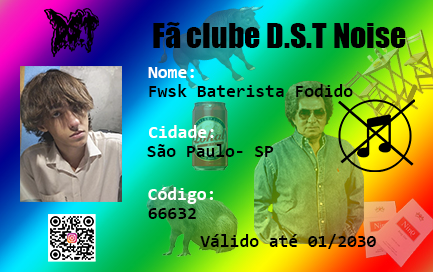 D.S.T
Fã clube D.S.T Noise
Nome:
Fwsk Baterista Fodido
Cidade:
São Paulo- SP
Código:
66632
Válido até 01/2030